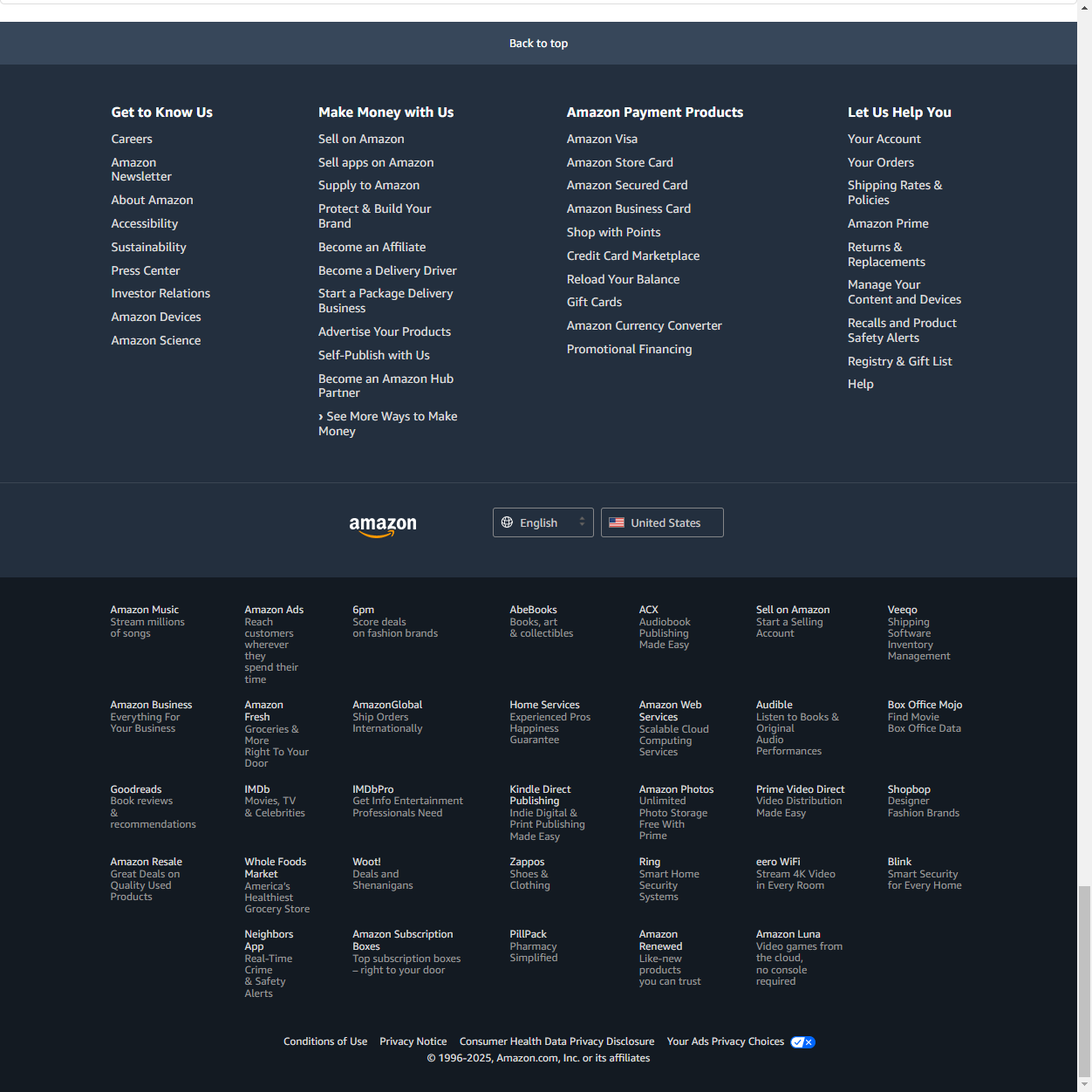 Back to top
Get to Know Us
Careers
Amazon
Newsletter
About Amazon
Accessibility
Sustainability
Press Center
Investor Relations
Amazon Devices
Amazon Science
Make Money with Us
Sell on Amazon
Sell apps on Amazon
Supply to Amazon
Protect & Build Your
Brand
Become an Affiliate
Become a Delivery Driver
Start a Package Delivery
Business
Advertise Your Products
Self-Publish with Us
Become an Amazon Hub
Partner
› See More Ways to Make
Money
Amazon Payment Products
Amazon Visa
Amazon Store Card
Amazon Secured Card
Amazon Business Card
Shop with Points
Credit Card Marketplace
Reload Your Balance
Gift Cards
Amazon Currency Converter
Promotional Financing
Let Us Help You
Your Account
Your Orders
Shipping Rates &
Policies
Amazon Prime
Returns &
Replacements
Manage Your
Content and Devices
Recalls and Product
Safety Alerts
Registry & Gift List
Help
amazon
English
United States
Amazon Music
Stream millions
of songs
Amazon Ads
Reach
customers
wherever
they
spend their
time
6pm
Score deals
on fashion brands
AbeBooks
Books, art
& collectibles
ACX
Audiobook
Publishing
Made Easy
Sell on Amazon
Start a Selling
Account
Veeqo
Shipping
Software
Inventory
Management
Amazon Business
Everything For
Your Business
Amazon
Fresh
Groceries &
More
Right To Your
Door
AmazonGlobal
Ship Orders
Internationally
Home Services
Experienced Pros
Happiness
Guarantee
Amazon Web
Services
Scalable Cloud
Computing
Services
Audible
Listen to Books &
Original
Audio
Performances
Box Office Mojo
Find Movie
Box Office Data
Goodreads
Book reviews
&
recommendations
IMDb
Movies, TV
& Celebrities
IMDbPro
Get Info Entertainment
Professionals Need
Kindle Direct
Publishing
Indie Digital &
Print Publishing
Made Easy
Amazon Photos
Unlimited
Photo Storage
Free With
Prime
Prime Video Direct
Video Distribution
Made Easy
Shopbop
Designer
Fashion Brands
Amazon Resale
Great Deals on
Quality Used
Products
Whole Foods
Market
America's
Healthiest
Grocery Store
Woot!
Deals and
Shenanigans
Zappos
Shoes &
Clothing
Ring
Smart Home
Security
Systems
eero WiFi
Stream 4K Video
in Every Room
Blink
Smart Security
for Every Home
Neighbors
App
Real-Time
Crime
& Safety
Alerts
Amazon Subscription
Boxes
Top subscription boxes
– right to your door
PillPack
Pharmacy
Simplified
Amazon
Renewed
Like-new
products
you can trust
Amazon Luna
Video games from
the cloud,
no console
required
Conditions of Use Privacy Notice Consumer Health Data Privacy Disclosure Your Ads Privacy Choices
© 1996-2025, Amazon.com, Inc. or its affiliates